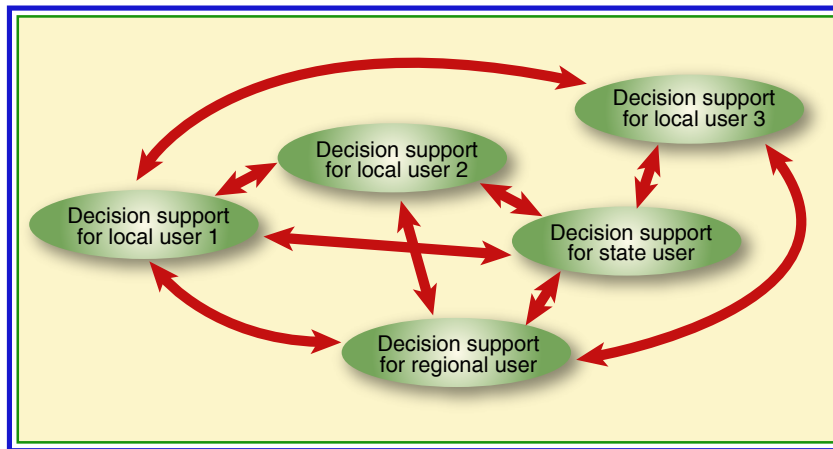 Decision support
for local user 3
Decision support
for local user 2
Decision support
for local user 1
Decision support
for state user
Decision support
for regional user